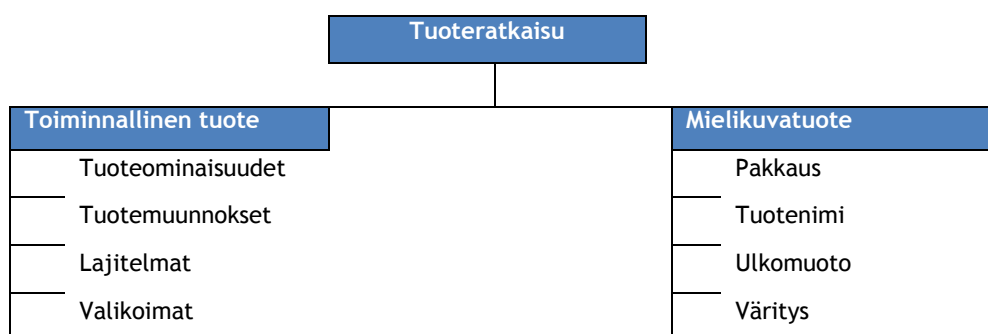 Tuoteratkaisu
Toiminnallinen tuote
Mielikuvatuote
Tuoteominaisuudet
Pakkaus
Tuotemuunnokset
Tuotenimi
Lajitelmat
Ulkomuoto
Valikoimat
Väritys